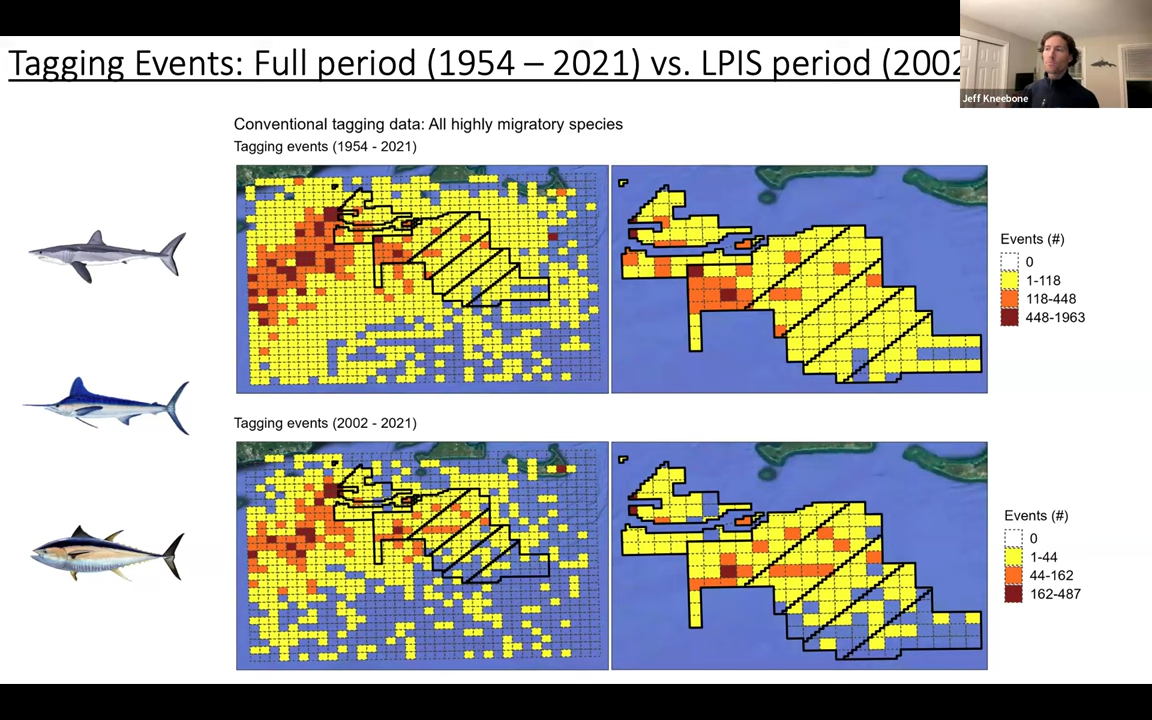 Tagging Events: Full period (1954 – 2021) vs. LPIS period (2002
Jeff Kneebone
Conventional tagging data: All highly migratory species
Tagging events (1954 - 2021)
Events (#)
0
1-118
118-448
448-1963
Tagging events (2002 - 2021)
Events (#)
0
1-44
44-162
162-487